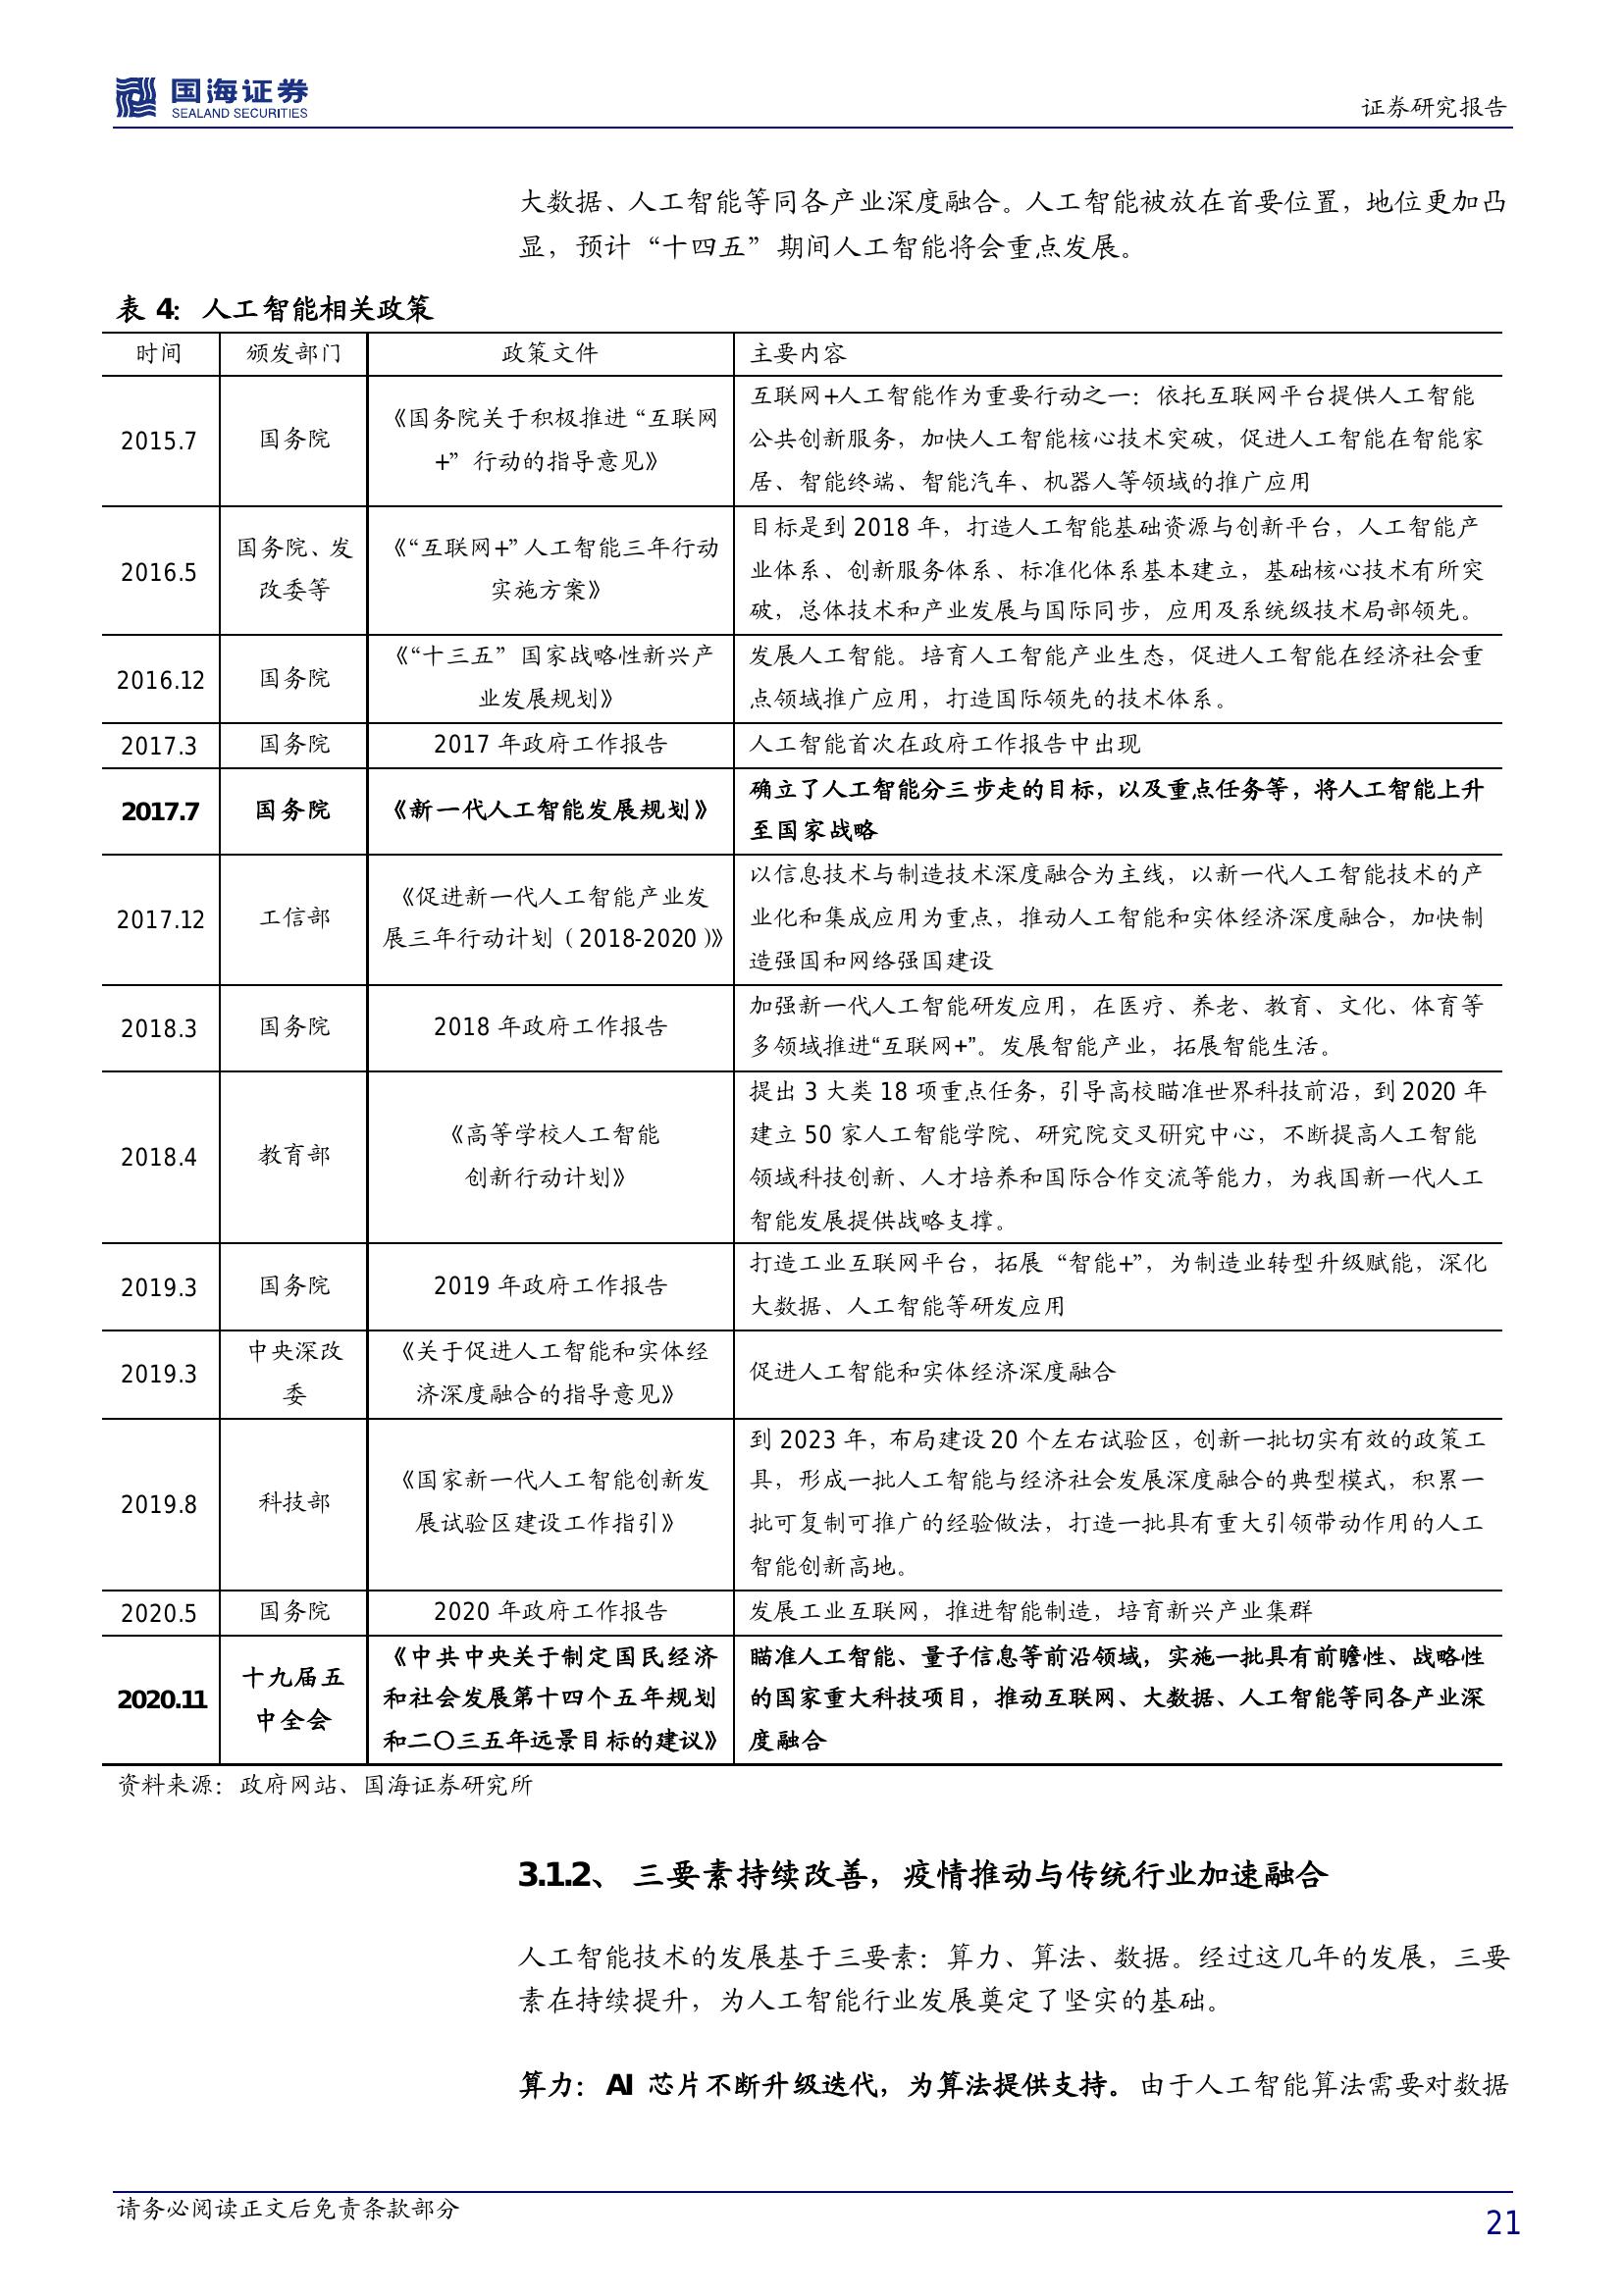 国海证券
SEALAND SECURITIES
证券研究报告
大数据、人工智能等同各产业深度融合。人工智能被放在首要位置，地位更加凸
显，预计“十四五”期间人工智能将会重点发展。
表 4：人工智能相关政策
时间 颁发部门 政策文件 主要内容
2015.7
国务院
《国务院关于积极推进“互联网
+”行动的指导意见》
互联网+人工智能作为重要行动之一：依托互联网平台提供人工智能
公共创新服务，加快人工智能核心技术突破，促进人工智能在智能家
居、智能终端、智能汽车、机器人等领域的推广应用
2016.5
国务院、发
改委等
《“互联网+”人工智能三年行动
实施方案》
目标是到 2018 年，打造人工智能基础资源与创新平台，人工智能产
业体系、创新服务体系、标准化体系基本建立，基础核心技术有所突
破，总体技术和产业发展与国际同步，应用及系统级技术局部领先。
2016.12
国务院
《“十三五”国家战略性新兴产
业发展规划》
发展人工智能。培育人工智能产业生态，促进人工智能在经济社会重
点领域推广应用，打造国际领先的技术体系。
2017.3 国务院 2017 年政府工作报告 人工智能首次在政府工作报告中出现
2017.7
国务院
《新一代人工智能发展规划》
确立了人工智能分三步走的目标，以及重点任务等，将人工智能上升
至国家战略
2017.12
工信部
《促进新一代人工智能产业发
展三年行动计划（2018-2020）》
以信息技术与制造技术深度融合为主线，以新一代人工智能技术的产
业化和集成应用为重点，推动人工智能和实体经济深度融合，加快制
造强国和网络强国建设
2018.3
国务院
2018 年政府工作报告
加强新一代人工智能研发应用，在医疗、养老、教育、文化、体育等
多领域推进“互联网+”。发展智能产业，拓展智能生活。
2018.4
教育部
《高等学校人工智能
创新行动计划》
提出 3 大类 18 项重点任务，引导高校瞄准世界科技前沿，到 2020 年
建立 50 家人工智能学院、研究院交叉研究中心，不断提高人工智能
领域科技创新、人才培养和国际合作交流等能力，为我国新一代人工
智能发展提供战略支撑。
2019.3
国务院
2019 年政府工作报告
打造工业互联网平台，拓展“智能+”，为制造业转型升级赋能，深化
大数据、人工智能等研发应用
2019.3
中央深改
委
《关于促进人工智能和实体经
济深度融合的指导意见》
促进人工智能和实体经济深度融合
2019.8
科技部
《国家新一代人工智能创新发
展试验区建设工作指引》
到 2023 年，布局建设 20 个左右试验区，创新一批切实有效的政策工
具，形成一批人工智能与经济社会发展深度融合的典型模式，积累一
批可复制可推广的经验做法，打造一批具有重大引领带动作用的人工
智能创新高地。
2020.5 国务院 2020 年政府工作报告 发展工业互联网，推进智能制造，培育新兴产业集群
2020.11
十九届五
中全会
《中共中央关于制定国民经济
和社会发展第十四个五年规划
和二〇三五年远景目标的建议》
瞄准人工智能、量子信息等前沿领域，实施一批具有前瞻性、战略性
的国家重大科技项目，推动互联网、大数据、人工智能等同各产业深
度融合
资料来源：政府网站、国海证券研究所
3.1.2、 三要素持续改善，疫情推动与传统行业加速融合
人工智能技术的发展基于三要素：算力、算法、数据。经过这几年的发展，三要
素在持续提升，为人工智能行业发展奠定了坚实的基础。
算力：AI 芯片不断升级迭代，为算法提供支持。由于人工智能算法需要对数据
请务必阅读正文后免责条款部分
21